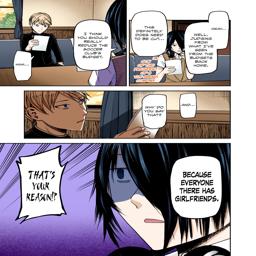 WELL,
JUDGING
FROM
WHAT I'VE
SEEN
FROM
THE
BUDGETS
BACK
HOME,
THIS
DEFINITELY
DOES
NEED TO
BE CUT...
I THINK
YOU SHOULD
REALLY
REDUCE
THE
SOCCER
CLUB'S
BUDGET.
HMM...
WHY DO
YOU SAY
THAT?
BECAUSE
EVERYONE
THERE HAS
GIRLFRIENDS.
THAT'S
YOUR
REASON!?